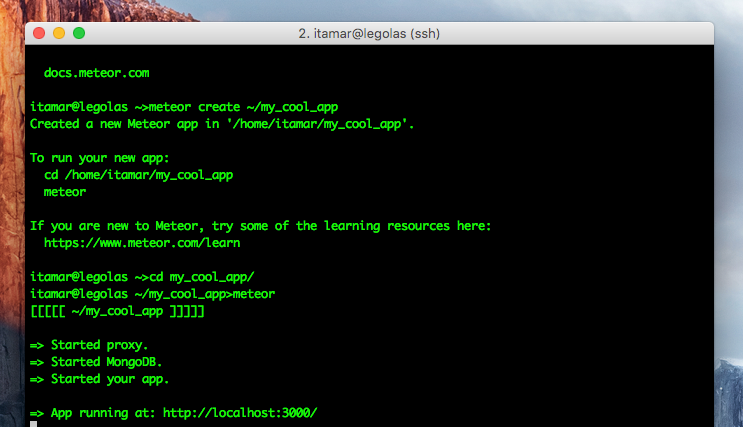 2. itamar@legolas (ssh)
docs.meteor.com
itamar@legolas ~>meteor create ~/my_cool_app
Created a new Meteor app in '/home/itamar/my_cool_app'.
To run your new app:
cd /home/itamar/my_cool_app
meteor
If you are new to Meteor, try some of the learning resources here:
https://www.meteor.com/learn
itamar@legolas ~>cd my_cool_app/
itamar@legolas ~/my_cool_app>meteor
[[[[[ ~/my_cool_app ]]]]]
=> Started proxy.
=> Started MongoDB.
=> Started your app.
=> App running at: http://localhost:3000/